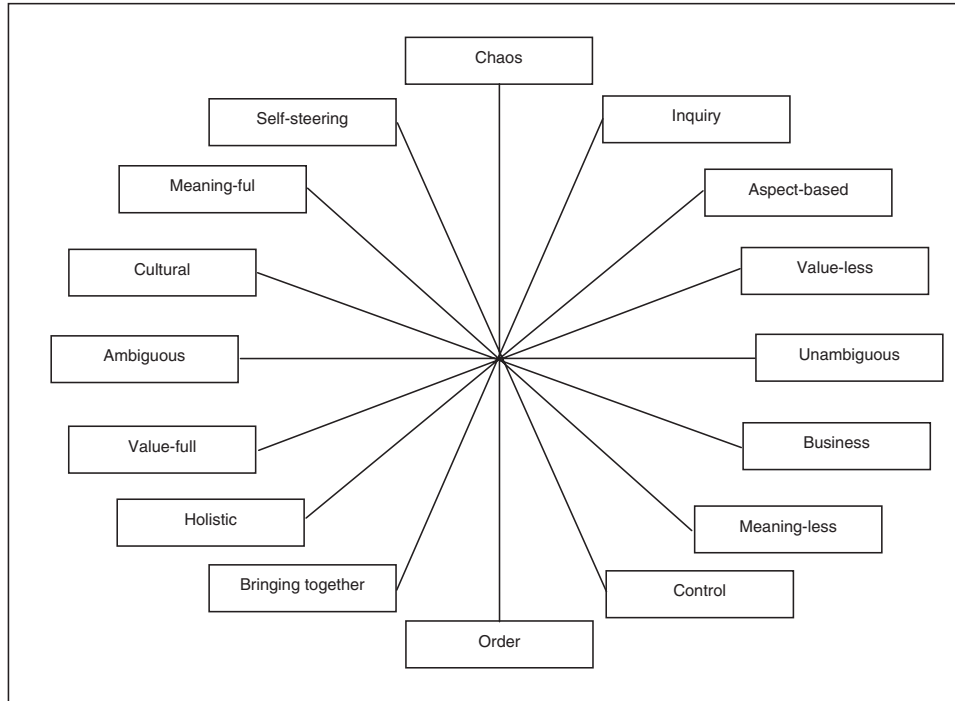 Chaos
Self-steering
Inquiry
Meaning-ful
Aspect-based
Cultural
Value-less
Ambiguous
Unambiguous
Value-full
Business
Holistic
Meaning-less
Bringing together
Control
Order